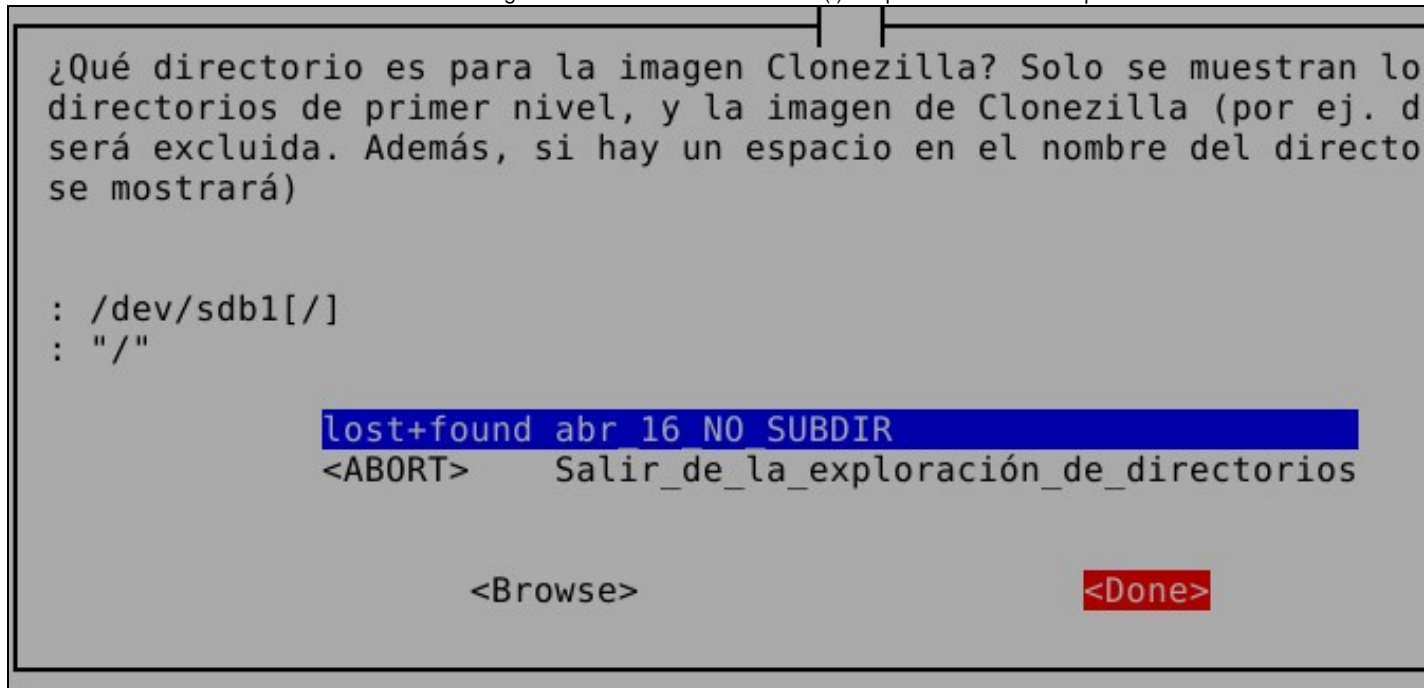 ¿Qué directorio es para la imagen Clonezilla? Solo se muestran lo
directorios de primer nivel, y la imagen de Clonezilla (por ej. d
será excluida. Además, si hay un espacio en el nombre del directo
se mostrará)
: /dev/sdb1[/]
: "/"
lost+found abr_16_NO_SUBDIR
<ABORT> Salir_de_la_exploración_de_directorios
<Browse> <Done>